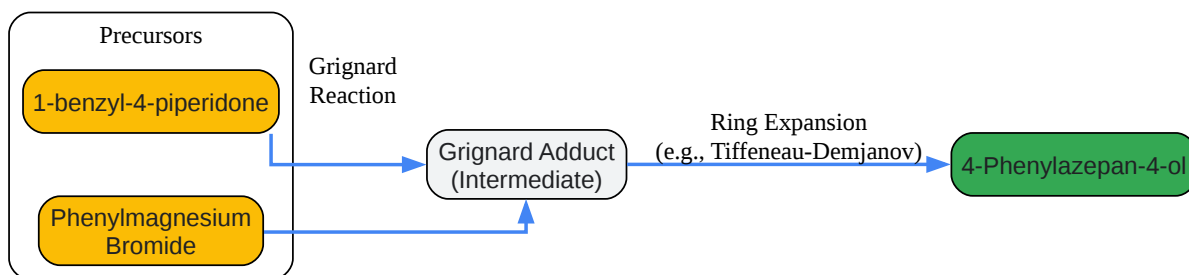 Precursors
1-benzyl-4-piperidone
Phenylmagnesium
Bromide
Grignard
Reaction
Grignard Adduct
(Intermediate)
Ring Expansion
(e.g., Tiffeneau-Demjanov)
4-Phenylazepan-4-ol